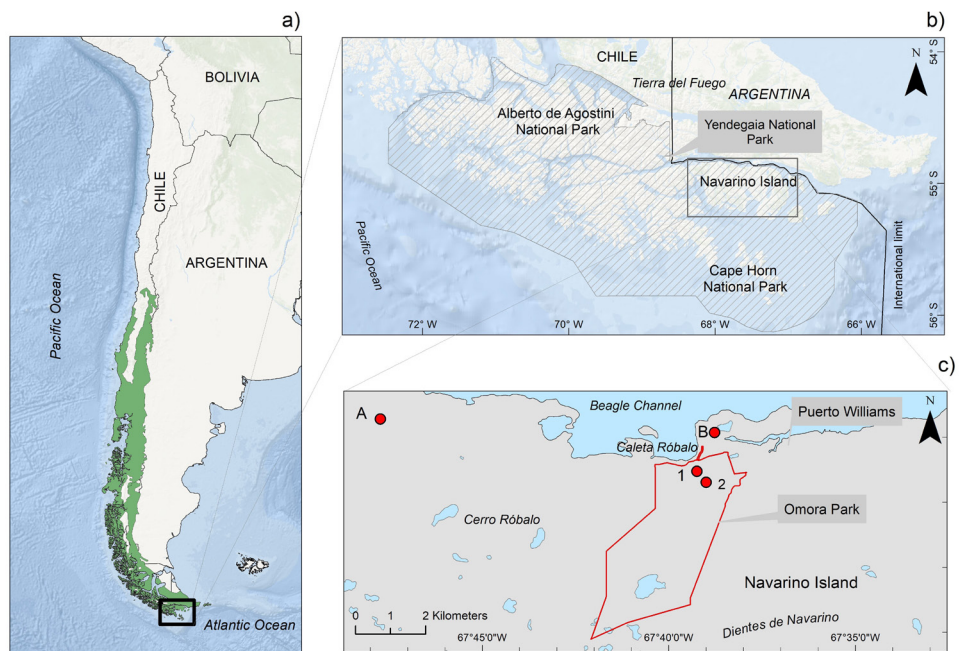 a)
BOLIVIA
CHILE
ARGENTINA
Pacific Ocean
Atlantic Ocean
b)
CHILE
N
54° S
Tierra del Fuego
ARGENTINA
Alberto de Agostini
National Park
Yendegaia National
Park
55° S
Navarino Island
Pacific Ocean
Cape Horn
National Park
International limit
56° S
72° W
70° W
68° W
66° W
c)
A
Beagle Channel
Puerto Williams
N
B
Caleta Róbalo
1
2
Cerro Róbalo
Omora Park
Navarino Island
0 1 2 Kilometers
Dientes de Navarino
67°45'0"W
67°40'0"W
67°35'0"W